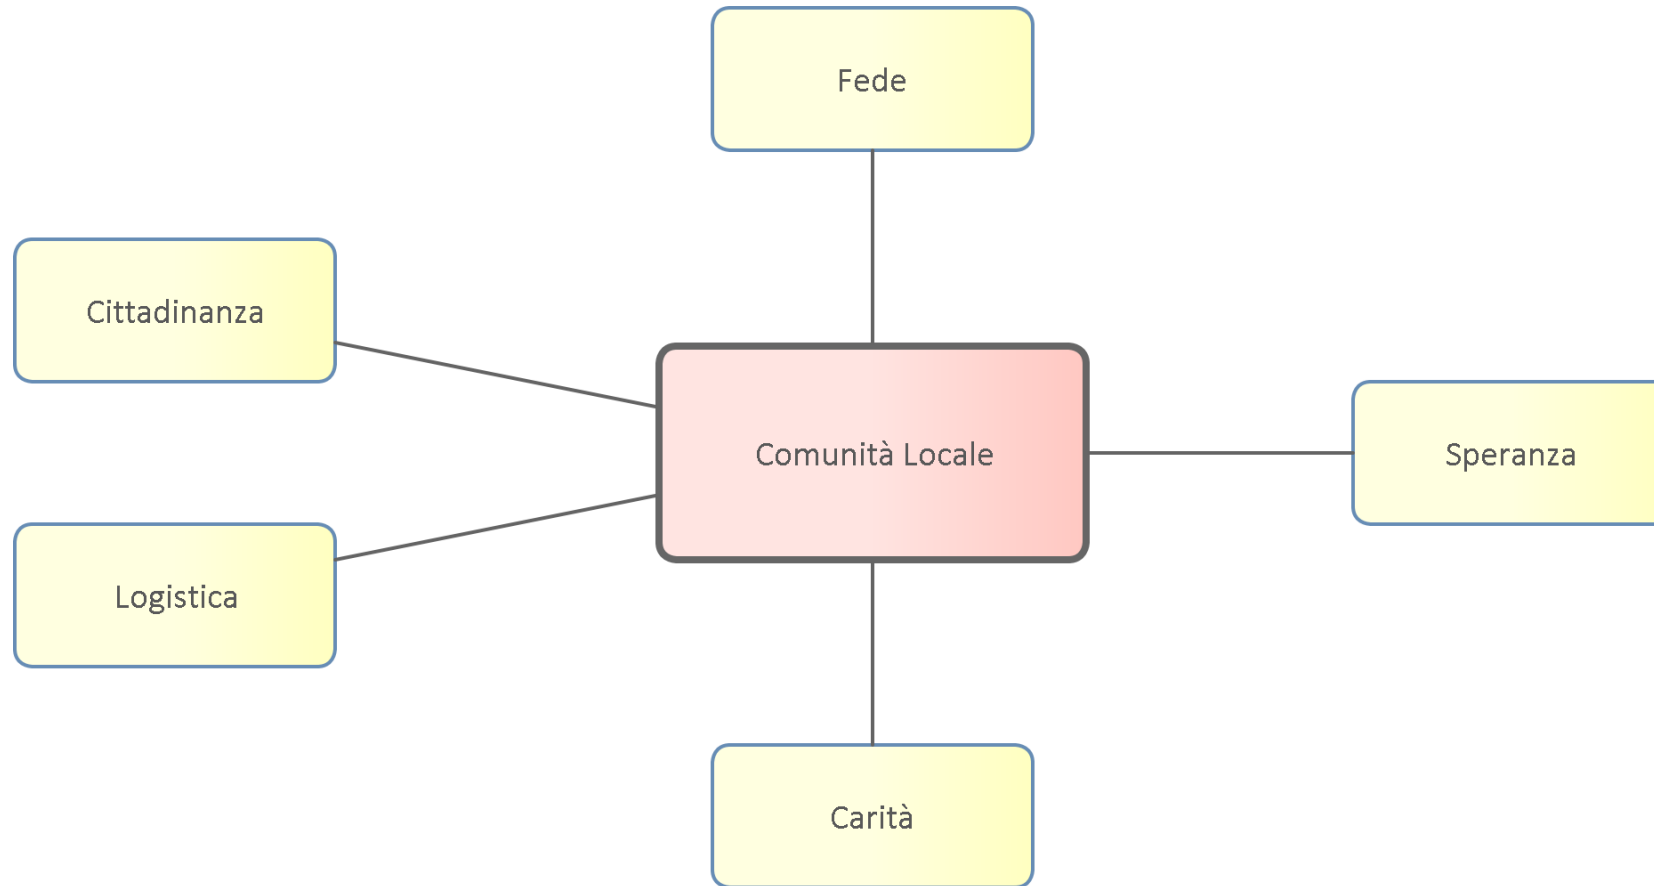 Fede
Cittadinanza
Comunità Locale
Speranza
Logistica
Carità